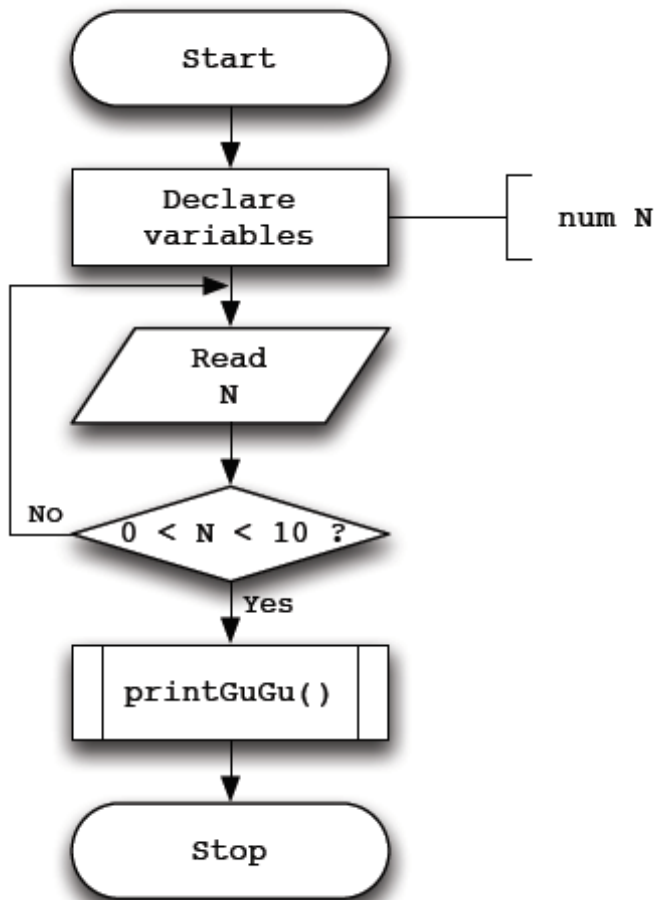 Start
Declare
variables
num N
Read
N
No
0 < N < 10 ?
Yes
printGuGu()
Stop